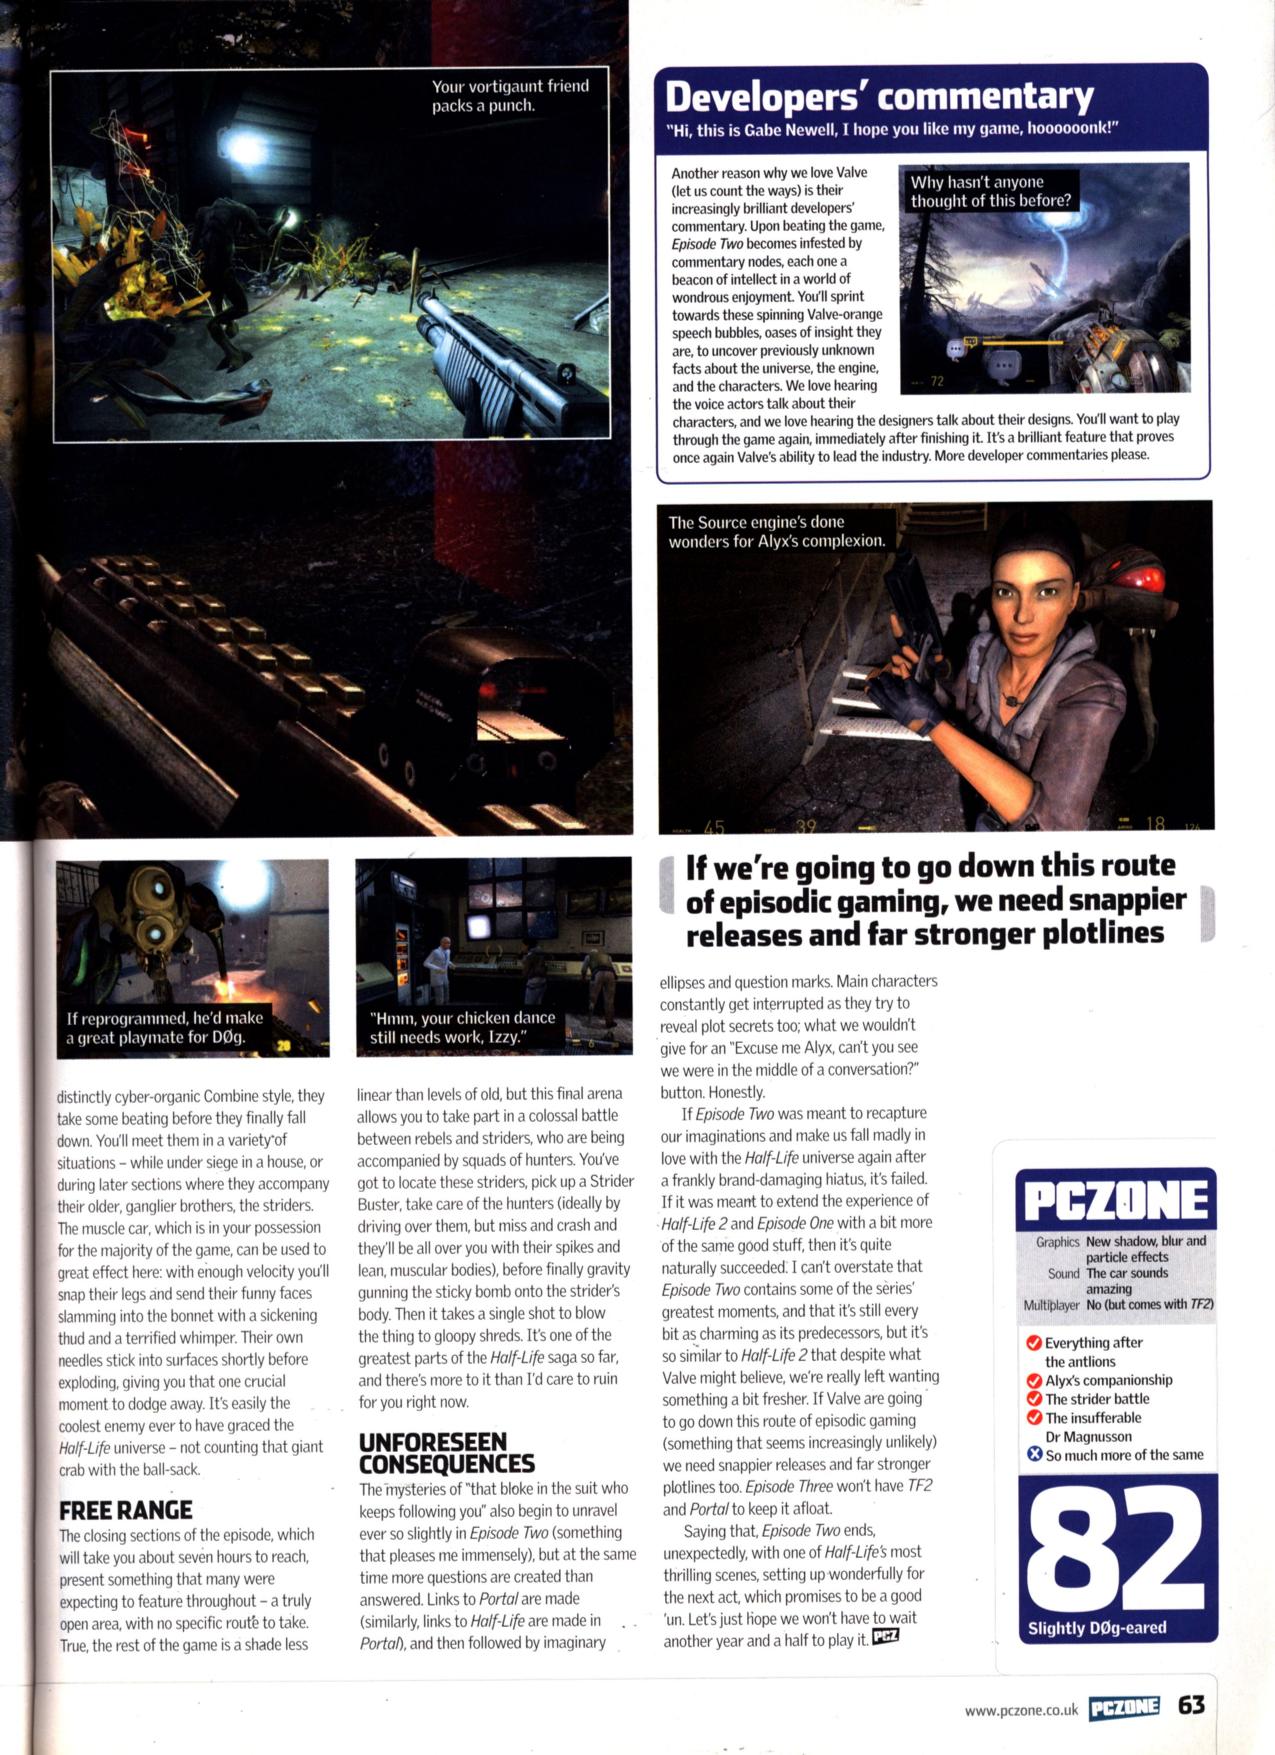 Your vortigaunt friend
packs a punch.
Developers' commentary
"Hi, this is Gabe Newell, I hope you like my game, hoooooonk!"
Another reason why we love Valve
(let us count the ways) is their
increasingly brilliant developers'
commentary. Upon beating the game,
Episode Two becomes infested by
commentary nodes, each one a
beacon of intellect in a world of
wondrous enjoyment. You'll sprint
towards these spinning Valve-orange
speech bubbles, oases of insight they
are, to uncover previously unknown
facts about the universe, the engine,
and the characters. We love hearing
the voice actors talk about their
characters, and we love hearing the designers talk about their designs. You'll want to play
through the game again, immediately after finishing it. It's a brilliant feature that proves
once again Valve's ability to lead the industry. More developer commentaries please.
Why hasn't anyone
thought of this before?
72
The Source engine's done
wonders for Alyx's complexion.
45
39
18
If reprogrammed, he'd make
a great playmate for DØg.
"Hmm, your chicken dance
still needs work, Izzy."
If we're going to go down this route
of episodic gaming, we need snappier
releases and far stronger plotlines
distinctly cyber-organic Combine style, they
take some beating before they finally fall
down. You'll meet them in a variety of
situations – while under siege in a house, or
during later sections where they accompany
their older, ganglier brothers, the striders.
The muscle car, which is in your possession
for the majority of the game, can be used to
great effect here: with enough velocity you'll
snap their legs and send their funny faces
slamming into the bonnet with a sickening
thud and a terrified whimper. Their own
needles stick into surfaces shortly before
exploding, giving you that one crucial
moment to dodge away. It's easily the
coolest enemy ever to have graced the
Half-Life universe – not counting that giant
crab with the ball-sack.
FREE RANGE
The closing sections of the episode, which
will take you about seven hours to reach,
present something that many were
expecting to feature throughout – a truly
open area, with no specific route to take.
True, the rest of the game is a shade less
linear than levels of old, but this final arena
allows you to take part in a colossal battle
between rebels and striders, who are being
accompanied by squads of hunters. You've
got to locate these striders, pick up a Strider
Buster, take care of the hunters (ideally by
driving over them, but miss and crash and
they'll be all over you with their spikes and
lean, muscular bodies), before finally gravity
gunning the sticky bomb onto the strider's
body. Then it takes a single shot to blow
the thing to gloopy shreds. It's one of the
greatest parts of the Half-Life saga so far,
and there's more to it than I'd care to ruin
for you right now.
UNFORESEEN
CONSEQUENCES
The mysteries of "that bloke in the suit who
keeps following you" also begin to unravel
ever so slightly in Episode Two (something
that pleases me immensely), but at the same
time more questions are created than
answered. Links to Portal are made
(similarly, links to Half-Life are made in
Portal), and then followed by imaginary
ellipses and question marks. Main characters
constantly get interrupted as they try to
reveal plot secrets too; what we wouldn't
give for an "Excuse me Alyx, can't you see
we were in the middle of a conversation?"
button. Honestly.
If Episode Two was meant to recapture
our imaginations and make us fall madly in
love with the Half-Life universe again after
a frankly brand-damaging hiatus, it's failed.
If it was meant to extend the experience of
Half-Life 2 and Episode One with a bit more
of the same good stuff, then it's quite
naturally succeeded. I can't overstate that
Episode Two contains some of the series'
greatest moments, and that it's still every
bit as charming as its predecessors, but it's
so similar to Half-Life 2 that despite what
Valve might believe, we're really left wanting
something a bit fresher. If Valve are going
to go down this route of episodic gaming
(something that seems increasingly unlikely)
we need snappier releases and far stronger
plotlines too. Episode Three won't have TF2
and Portal to keep it afloat.
Saying that, Episode Two ends,
unexpectedly, with one of Half-Life's most
thrilling scenes, setting up wonderfully for
the next act, which promises to be a good
'un. Let's just hope we won't have to wait
another year and a half to play it. PCZ
PCZONE
Graphics New shadow, blur and
particle effects
Sound The car sounds
amazing
Multiplayer No (but comes with TF2)
Everything after
the antlions
Alyx's companionship
The strider battle
The insufferable
Dr Magnusson
So much more of the same
82
Slightly DØg-eared
www.pczone.co.uk PCZONE 63